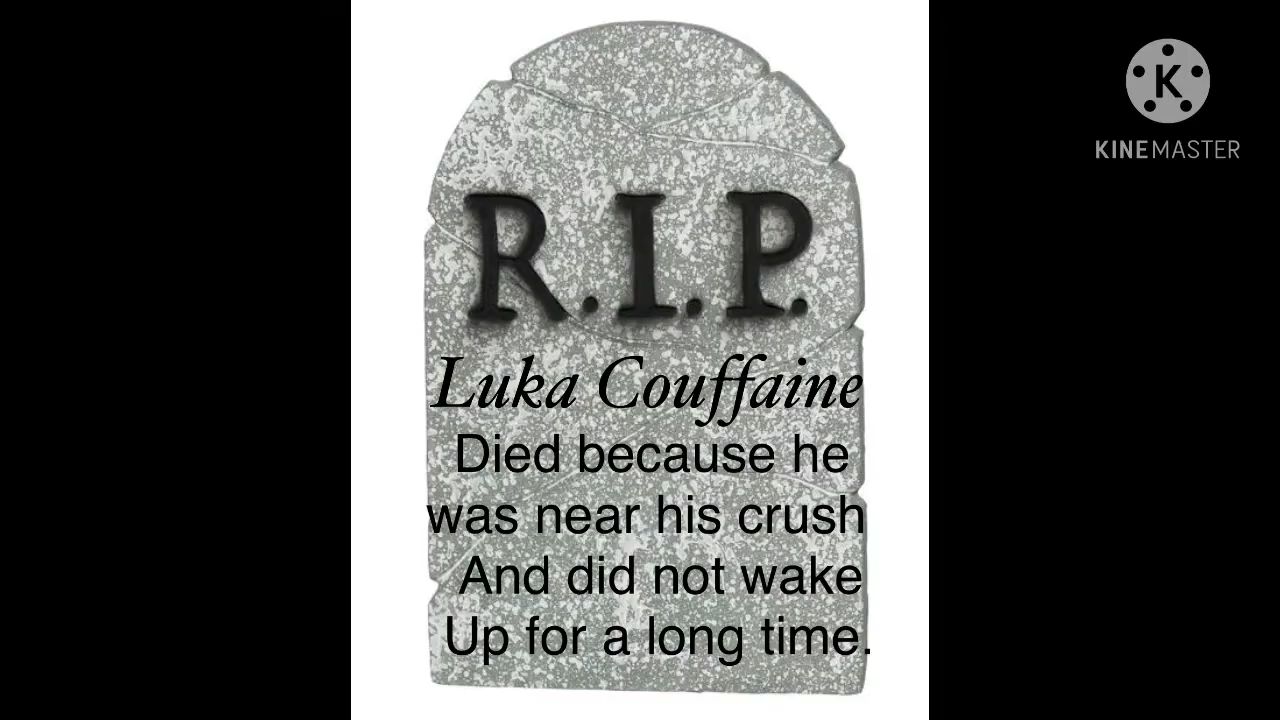 R.I.P.
Luka Couffaine
Died because he
was near his crush
And did not wake
Up for a long time.
K
KINEMASTER